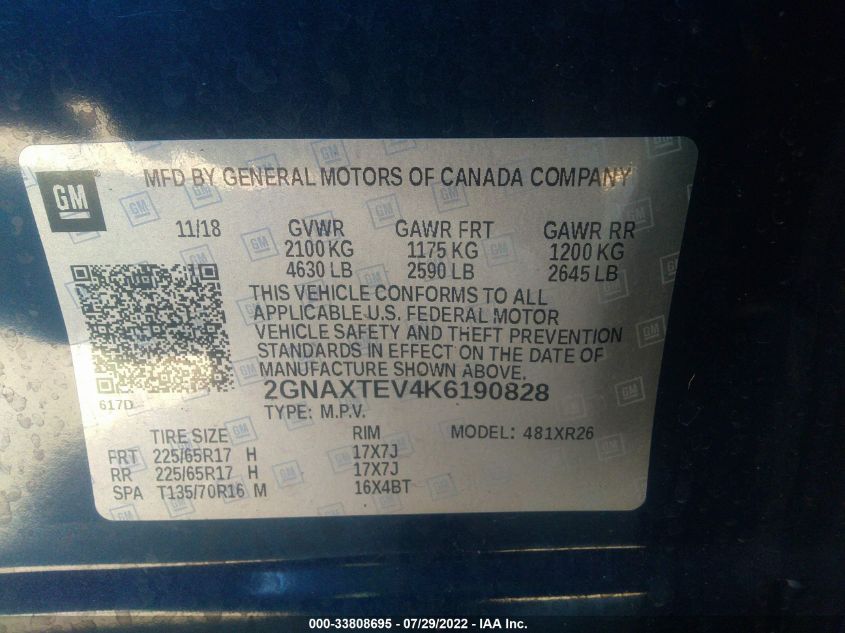 GM
MFD BY GENERAL MOTORS OF CANADA COMPANY
11/18 GVWR GAWR FRT GAWR RR
2100 KG 1175 KG 1200 KG
4630 LB 2590 LB 2645 LB
THIS VEHICLE CONFORMS TO ALL
APPLICABLE U.S. FEDERAL MOTOR
VEHICLE SAFETY AND THEFT PREVENTION
STANDARDS IN EFFECT ON THE DATE OF
MANUFACTURE SHOWN ABOVE.
617D
2GNAXTEV4K6190828
TYPE: M.P.V.
TIRE SIZE RIM MODEL: 481XR26
FRT 225/65R17 H 17X7J
RR 225/65R17 H 17X7J
SPA T135/70R16 M 16X4BT
000-33808695 - 07/29/2022 - IAA Inc.